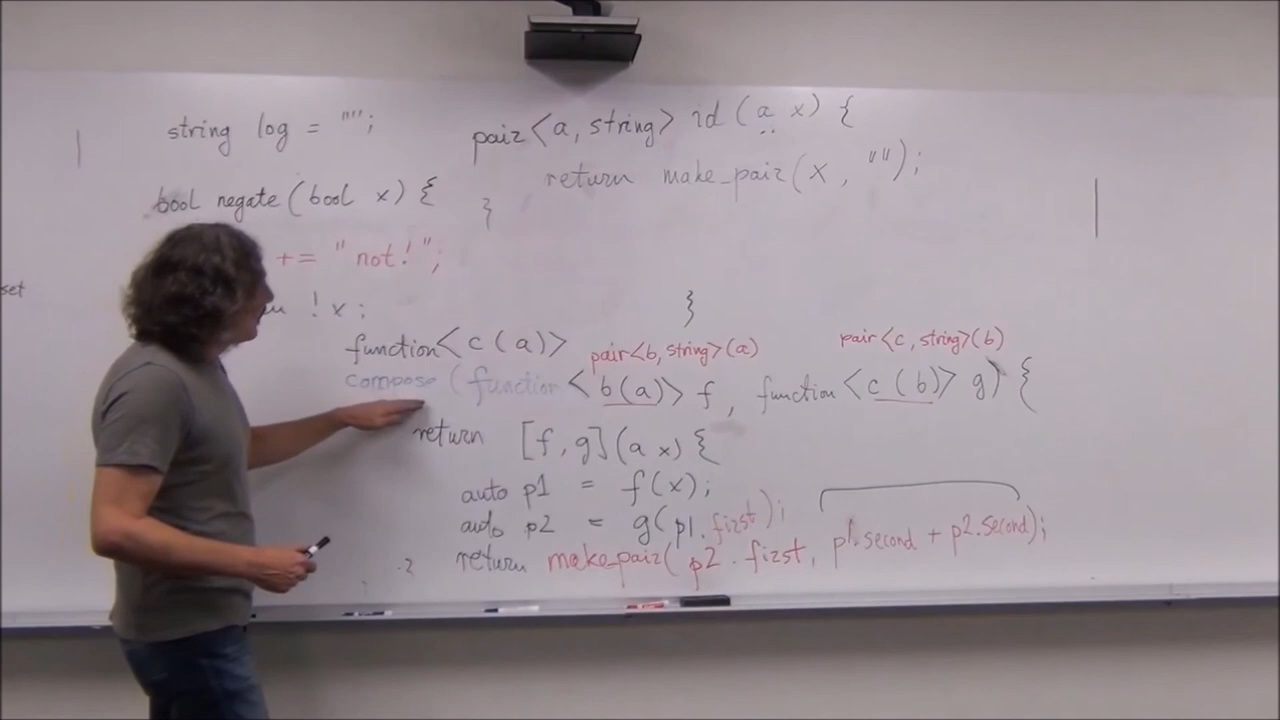 string log = "";
pair<a, string> id (a x) {
return make_pair(x, "");
}
bool negate(bool x) {
+= "not!";
! x;
}
set
function<c(a)>
pair<b, string>(a)
pair<c, string>(b)
compose (function<b(a)> f, function<c(b)> g) {
return [f,g](a x) {
auto p1 = f(x);
auto p2 = g(p1.first);
return make_pair(p2.first, p1.second + p2.second);